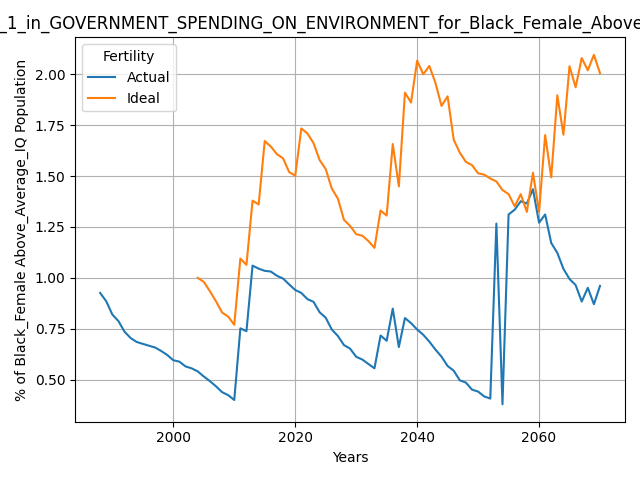 _1_in_GOVERNMENT_SPENDING_ON_ENVIRONMENT_for_Black_Female_Above
Fertility
Actual
Ideal
% of Black_Female Above_Average_IQ Population
2.00
1.75
1.50
1.25
1.00
0.75
0.50
2000
2020
2040
2060
Years